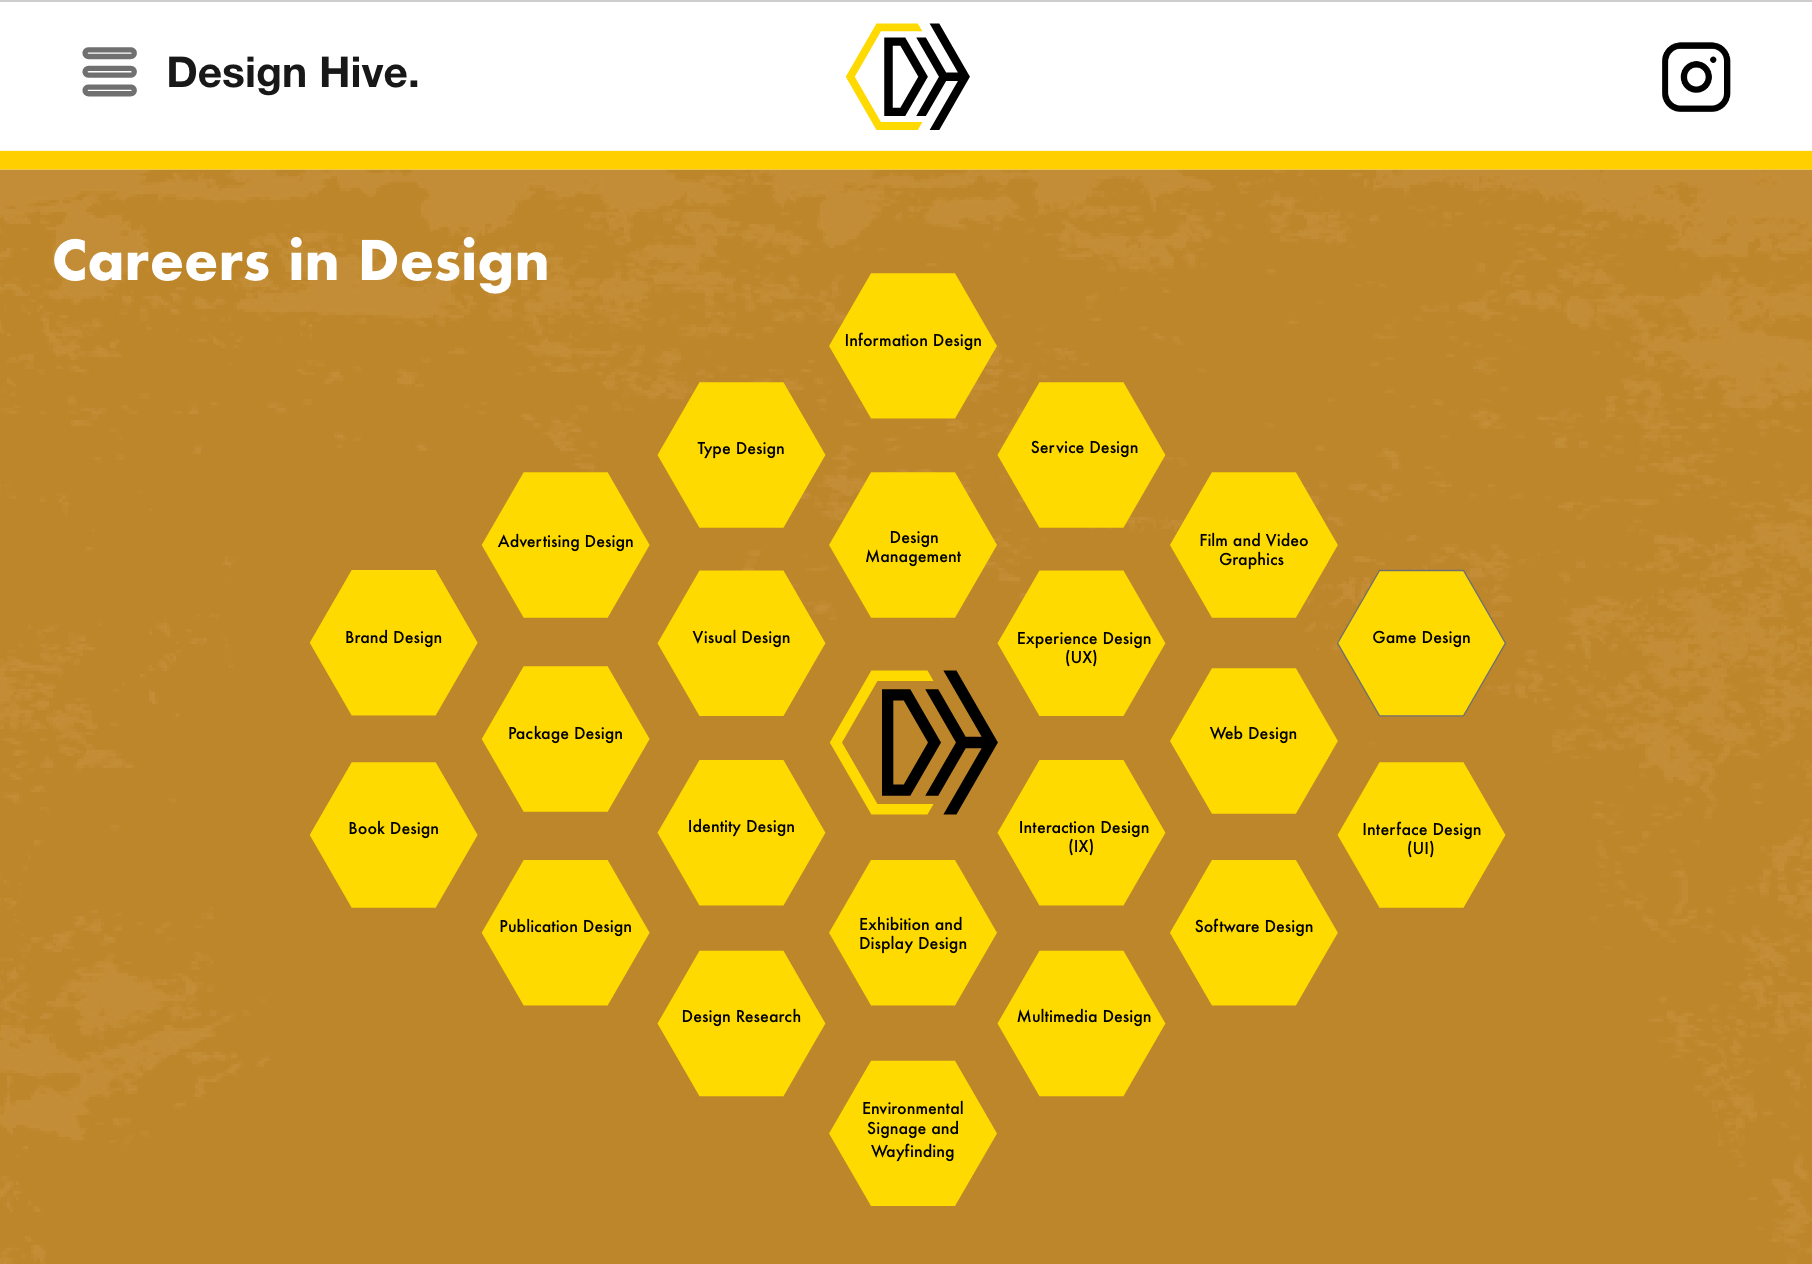 Design Hive.
DH
Careers in Design
Information Design
Type Design
Service Design
Advertising Design
Design
Management
Film and Video
Graphics
Brand Design
Visual Design
Experience Design
(UX)
Game Design
Package Design
DH
Web Design
Book Design
Identity Design
Interaction Design
(IX)
Interface Design
(UI)
Publication Design
Exhibition and
Display Design
Software Design
Design Research
Multimedia Design
Environmental
Signage and
Wayfinding